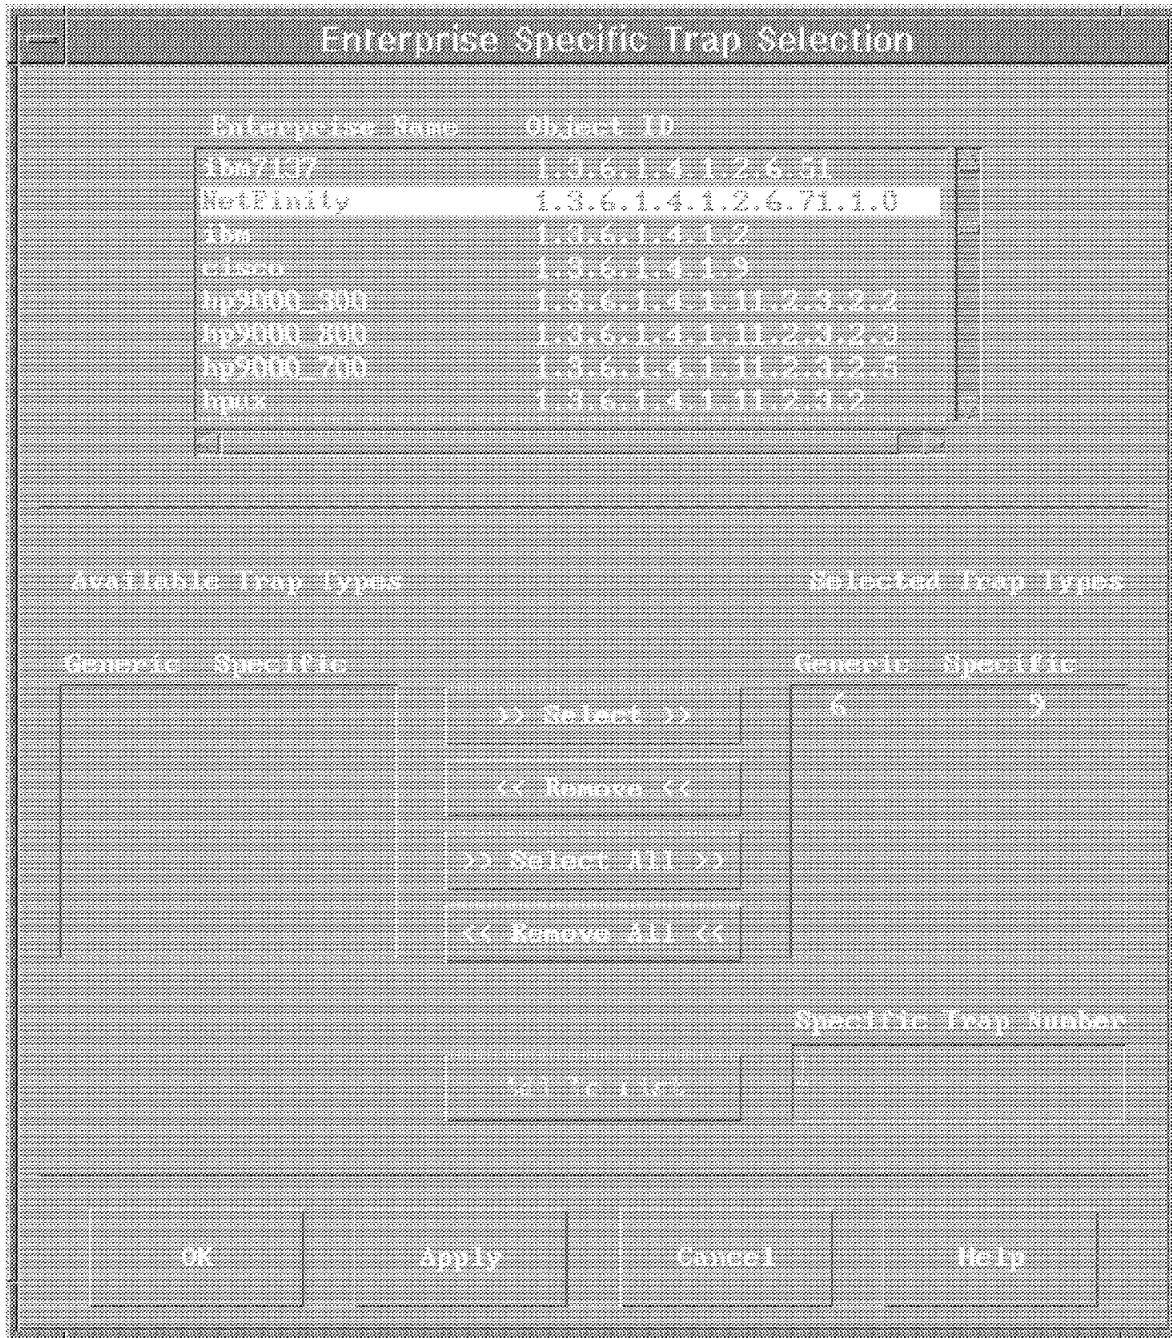 Enterprise Specific Trap Selection
Enterprise Name Object ID
ibm7137 1.3.6.1.4.1.2.6.51
NetFinity 1.3.6.1.4.1.2.6.71.1.0
ibm 1.3.6.1.4.1.2
cisco 1.3.6.1.4.1.9
hp9000_300 1.3.6.1.4.1.11.2.3.2.2
hp9000_800 1.3.6.1.4.1.11.2.3.2.3
hp9000_700 1.3.6.1.4.1.11.2.3.2.5
hpux 1.3.6.1.4.1.11.2.3.2
Available Trap Types Selected Trap Types
Generic Specific Generic Specific
>> Select >> 6 9
<< Remove <<
>> Select All >>
<< Remove All <<
Specific Trap Number
Add To List
OK Apply Cancel Help